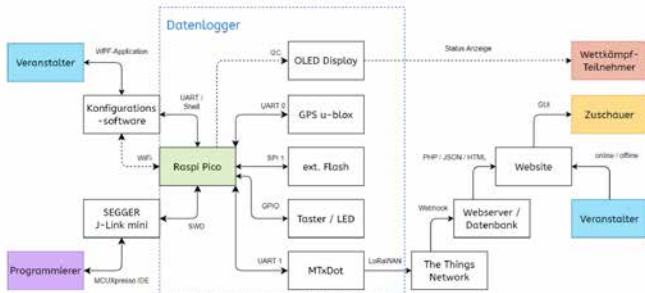 Datenlogger
WPF-Application
I2C
Status Anzeige
Veranstalter
OLED Display
Wettkämpf-
Teilnehmer
Konfigurations
-software
UART /
Shell
UART 0
GPS u-blox
GUI
Zuschauer
WiFi
Raspi Pico
SPI 1
ext. Flash
PHP / JSON / HTML
Website
online / offline
SEGGER
J-Link mini
GPIO
Taster / LED
Webhook
Webserver /
Datenbank
Veranstalter
SWD
Programmierer
UART 1
MTxDot
LoRaWAN
The Things
Network
MCUXpresso IDE